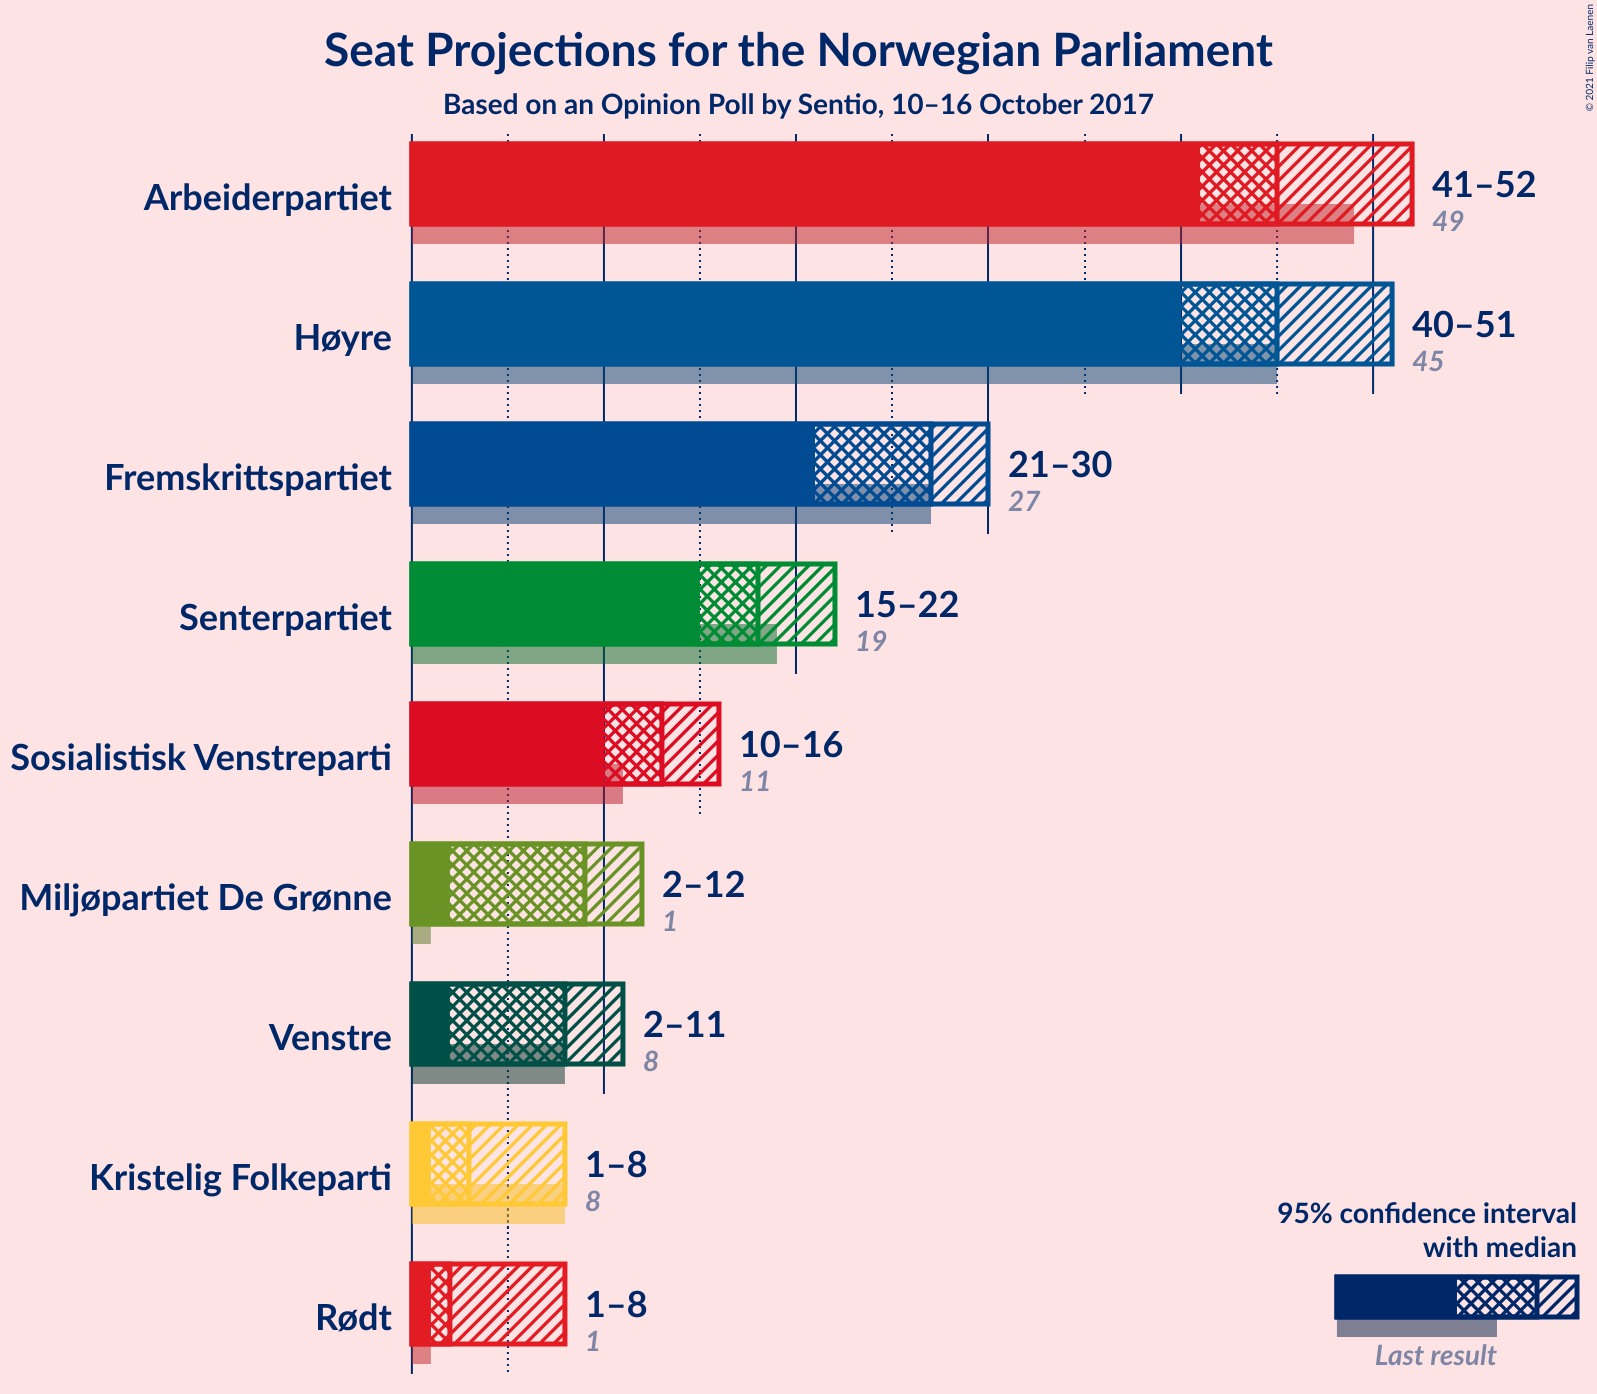 Seat Projections for the Norwegian Parliament
Based on an Opinion Poll by Sentio, 10–16 October 2017
© 2021 Filip van Laenen
Arbeiderpartiet
41–52
49
Høyre
40–51
45
Fremskrittspartiet
21–30
27
Senterpartiet
15–22
19
Sosialistisk Venstreparti
10–16
11
Miljøpartiet De Grønne
2–12
1
Venstre
2–11
8
Kristelig Folkeparti
1–8
8
Rødt
1–8
1
95% confidence interval
with median
Last result